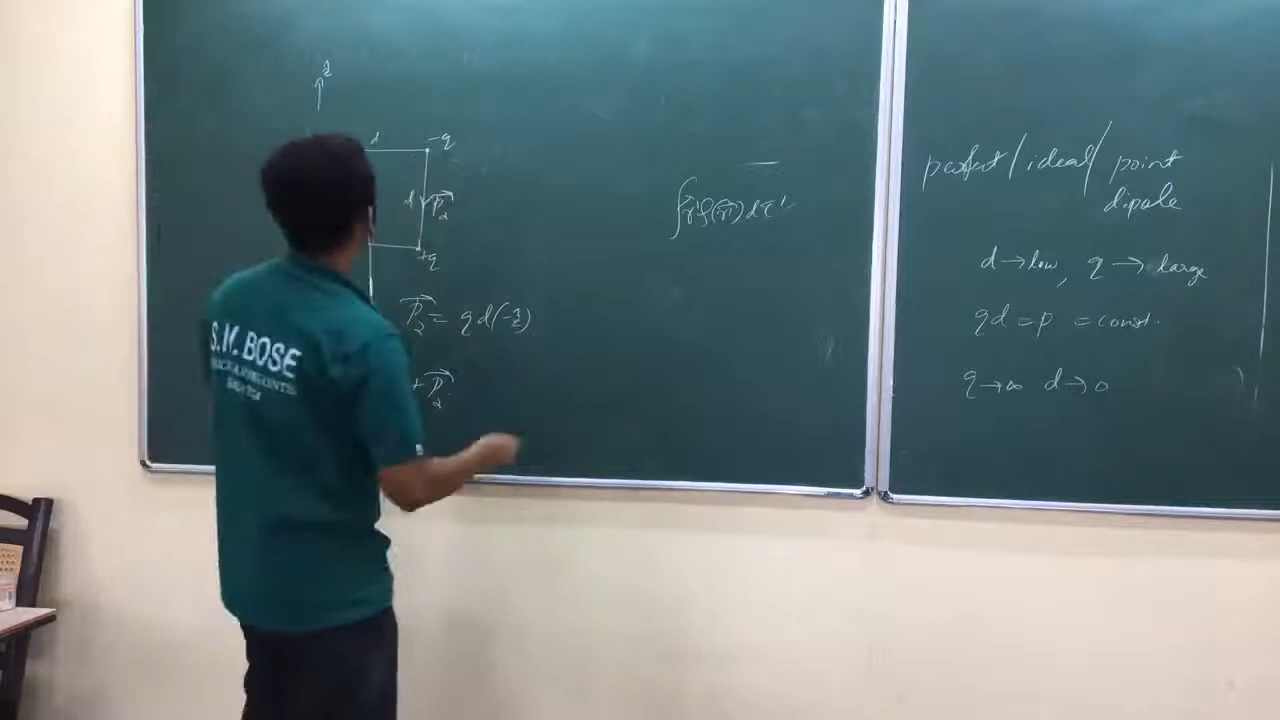 ẑ
d -q
d P⃗₂
+q
P⃗₂ = qd(-ẑ)
+ P⃗₂
∫r⃗'ρ(r⃗')dτ'
perfect/ideal/point
dipole
d → low, q → large
qd = p = const.
q → ∞ d → 0
S.N. BOSE